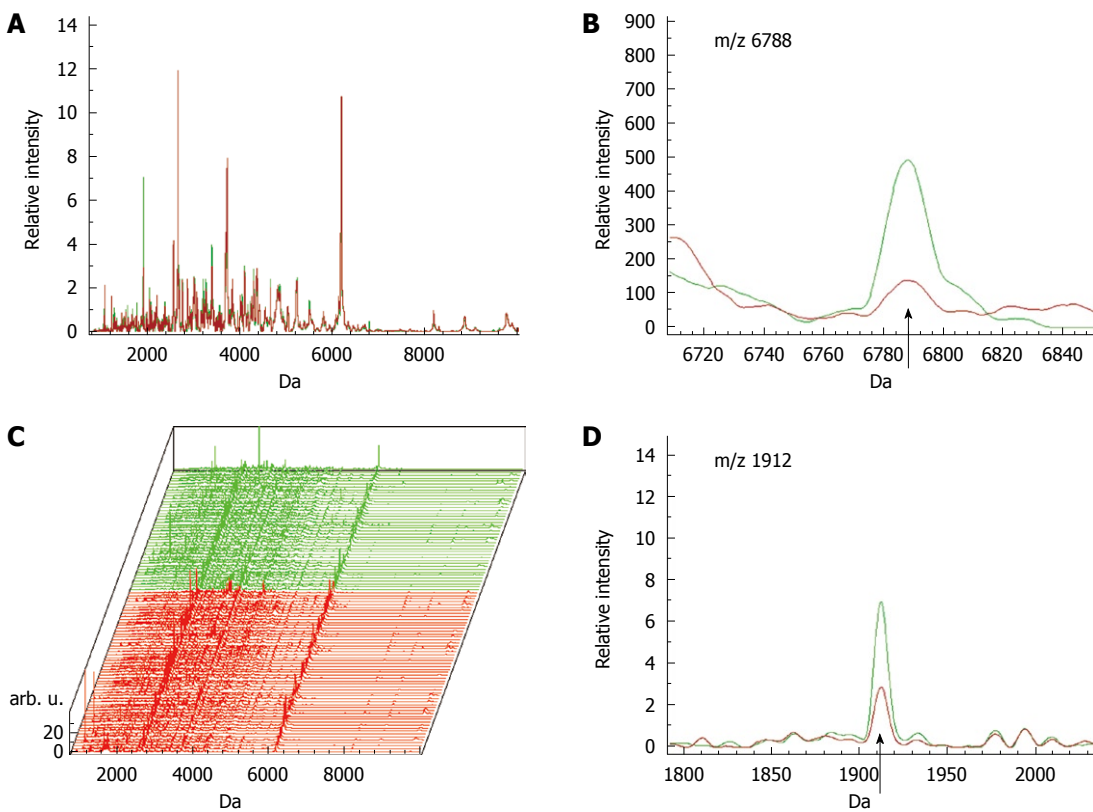 A
Relative intensity
14
12
10
8
6
4
2
0
2000 4000 6000 8000
Da
B
m/z 6788
Relative intensity
900
800
700
600
500
400
300
200
100
0
6720 6740 6760 6780 6800 6820 6840
Da
C
arb. u.
20
0
2000 4000 6000 8000
Da
D
m/z 1912
Relative intensity
14
12
10
8
6
4
2
0
1800 1850 1900 1950 2000
Da